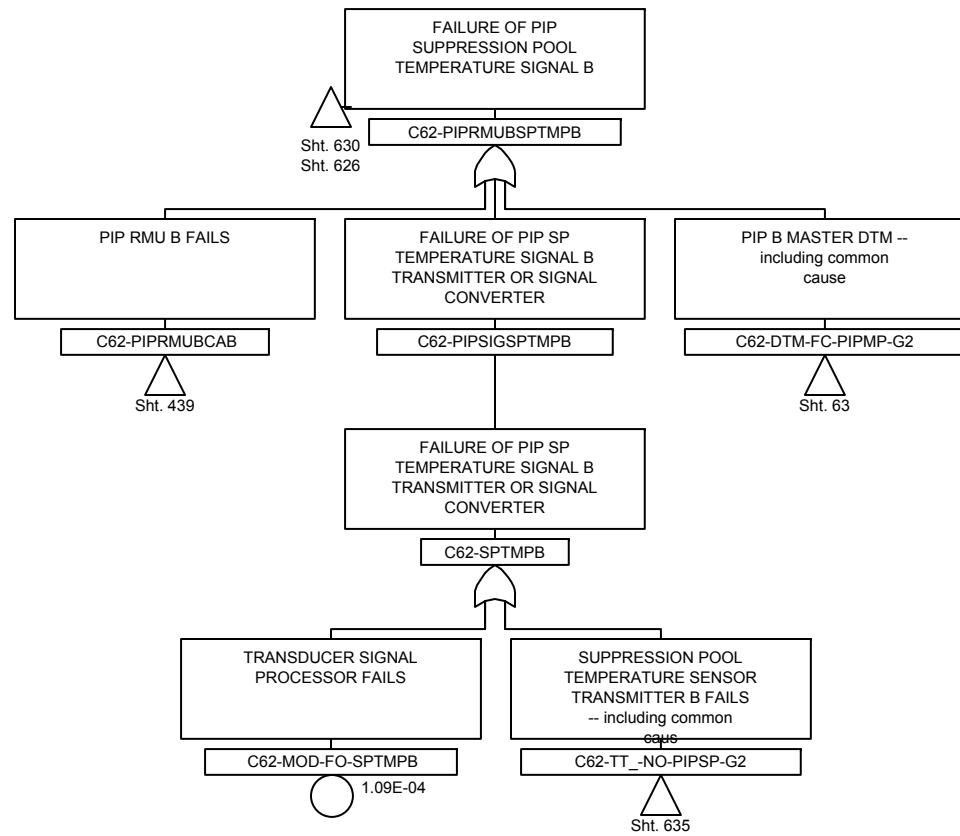 FAILURE OF PIP
SUPPRESSION POOL
TEMPERATURE SIGNAL B
C62-PIPRMUBSPTMPB
Sht. 630
Sht. 626
PIP RMU B FAILS
C62-PIPRMUBCAB
Sht. 439
FAILURE OF PIP SP
TEMPERATURE SIGNAL B
TRANSMITTER OR SIGNAL
CONVERTER
C62-PIPSIGSPTMPB
PIP B MASTER DTM --
including common
cause
C62-DTM-FC-PIPMP-G2
Sht. 63
FAILURE OF PIP SP
TEMPERATURE SIGNAL B
TRANSMITTER OR SIGNAL
CONVERTER
C62-SPTMPB
TRANSDUCER SIGNAL
PROCESSOR FAILS
C62-MOD-FO-SPTMPB
1.09E-04
SUPPRESSION POOL
TEMPERATURE SENSOR
TRANSMITTER B FAILS
-- including common
caus
C62-TT_-NO-PIPSP-G2
Sht. 635